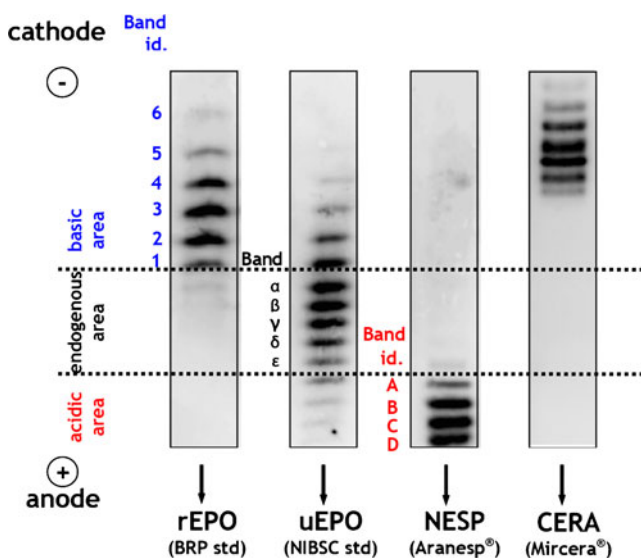 cathode
Band
id.
-
6
5
4
3
2
1
basic
area
Band
α
β
γ
δ
ε
endogenous
area
Band
id.
A
B
C
D
acidic
area
+
anode
rEPO
(BRP std)
uEPO
(NIBSC std)
NESP
(Aranesp®)
CERA
(Mircera®)